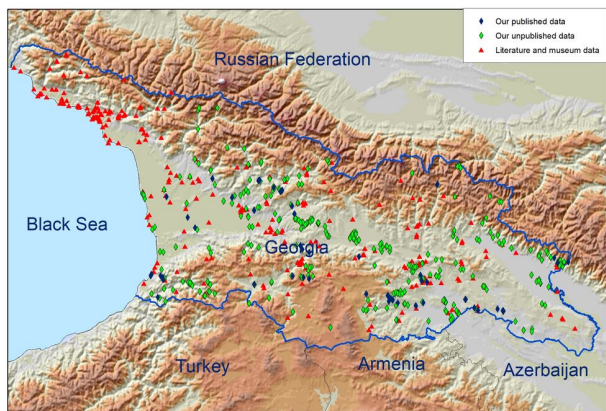 Our published data
Our unpublished data
Literature and museum data
Russian Federation
Black Sea
Georgia
Turkey
Armenia
Azerbaijan